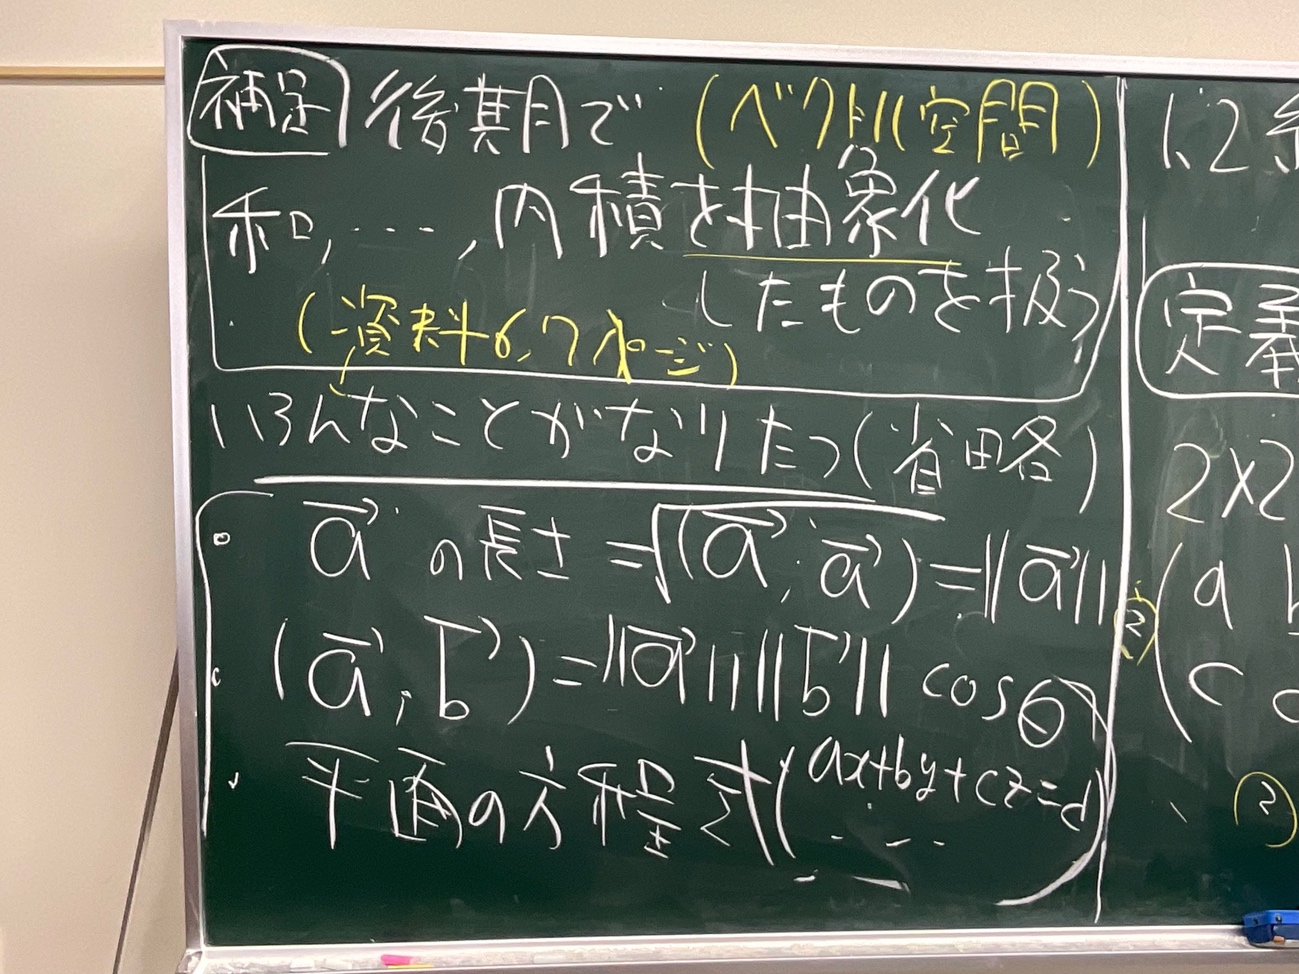 補足 後期で (ベクトル空間)
和, ..., 内積を抽象化
したものを扱う
(資料6,7ページ)
いろんなことがなりたつ(省略)
a⃗ の長さ = √(a⃗, a⃗) = ||a⃗||
(a⃗, b⃗) = ||a⃗|| ||b⃗|| cosθ
平面の方程式(ax+by+cz=d)
...
1.2
定義
2×2
(a b
c
②
②